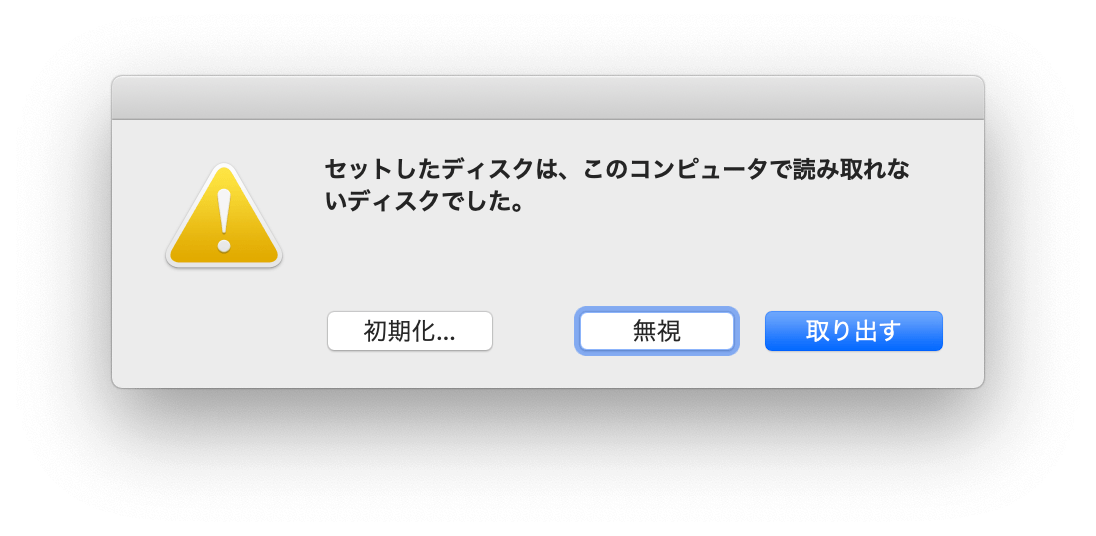 セットしたディスクは、このコンピュータで読み取れな
いディスクでした。
初期化...
無視
取り出す